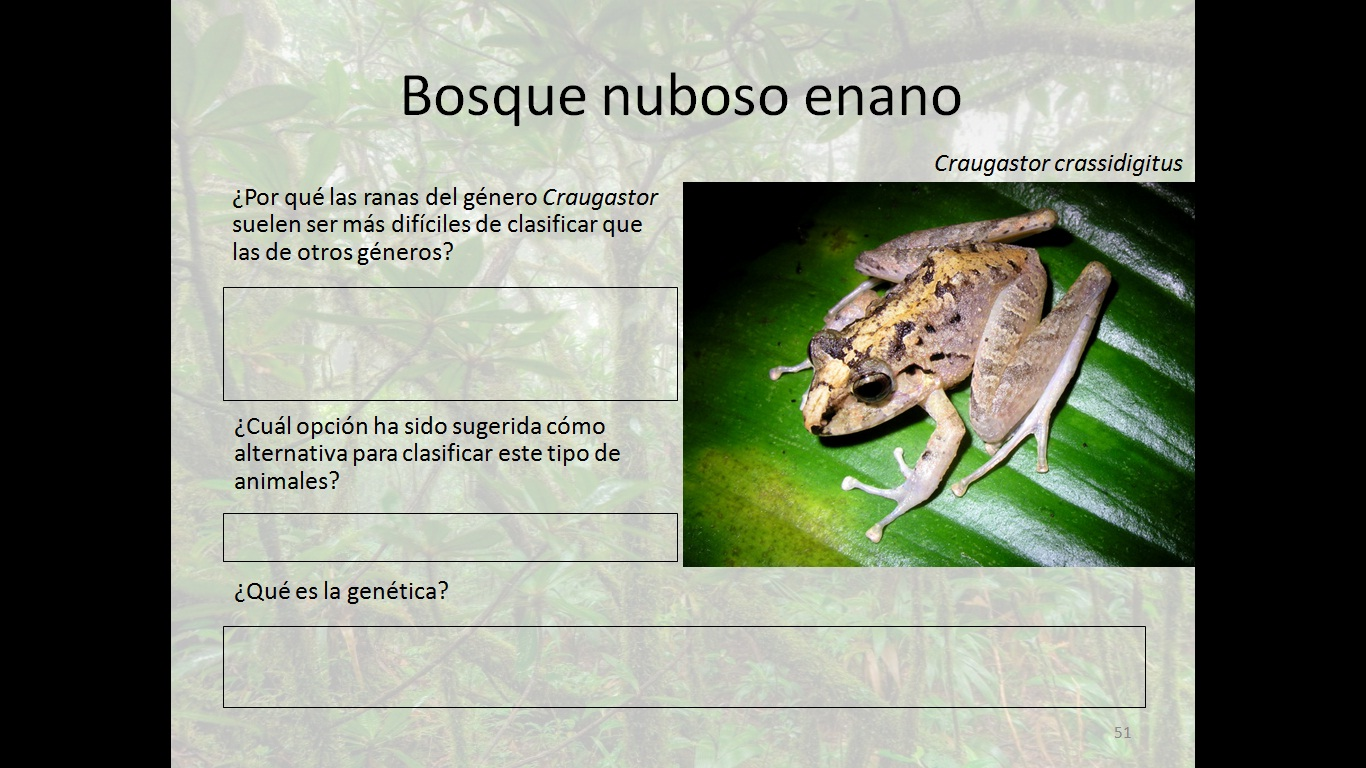 Bosque nuboso enano
Craugastor crassidigitus
¿Por qué las ranas del género Craugastor
suelen ser más difíciles de clasificar que
las de otros géneros?
¿Cuál opción ha sido sugerida cómo
alternativa para clasificar este tipo de
animales?
¿Qué es la genética?
51